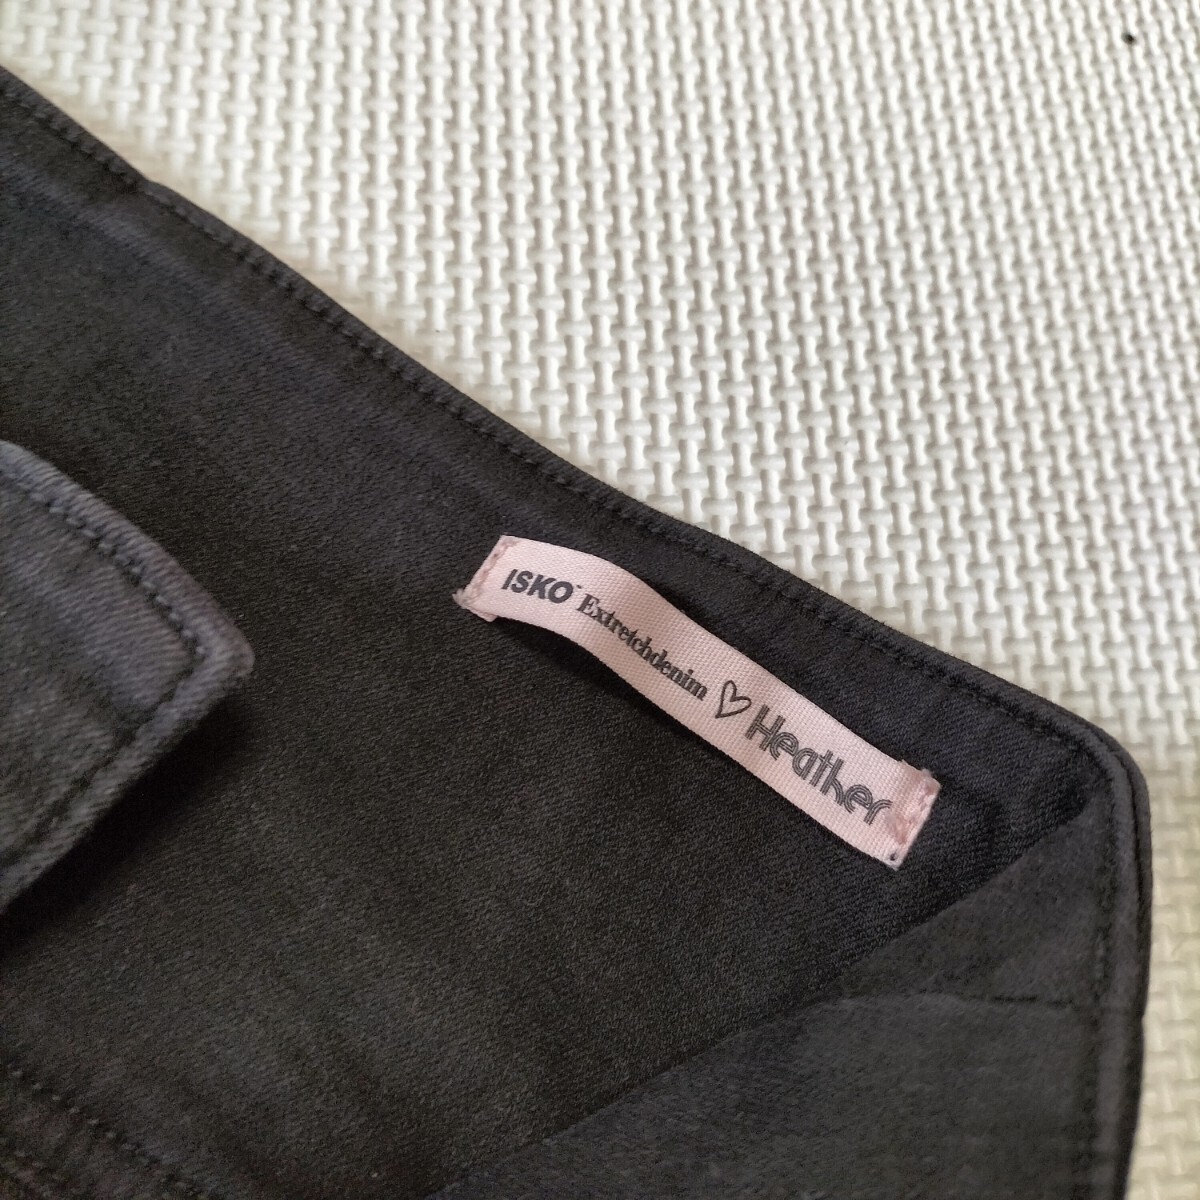 ISKO™ Extretchdenim ♡ Heather